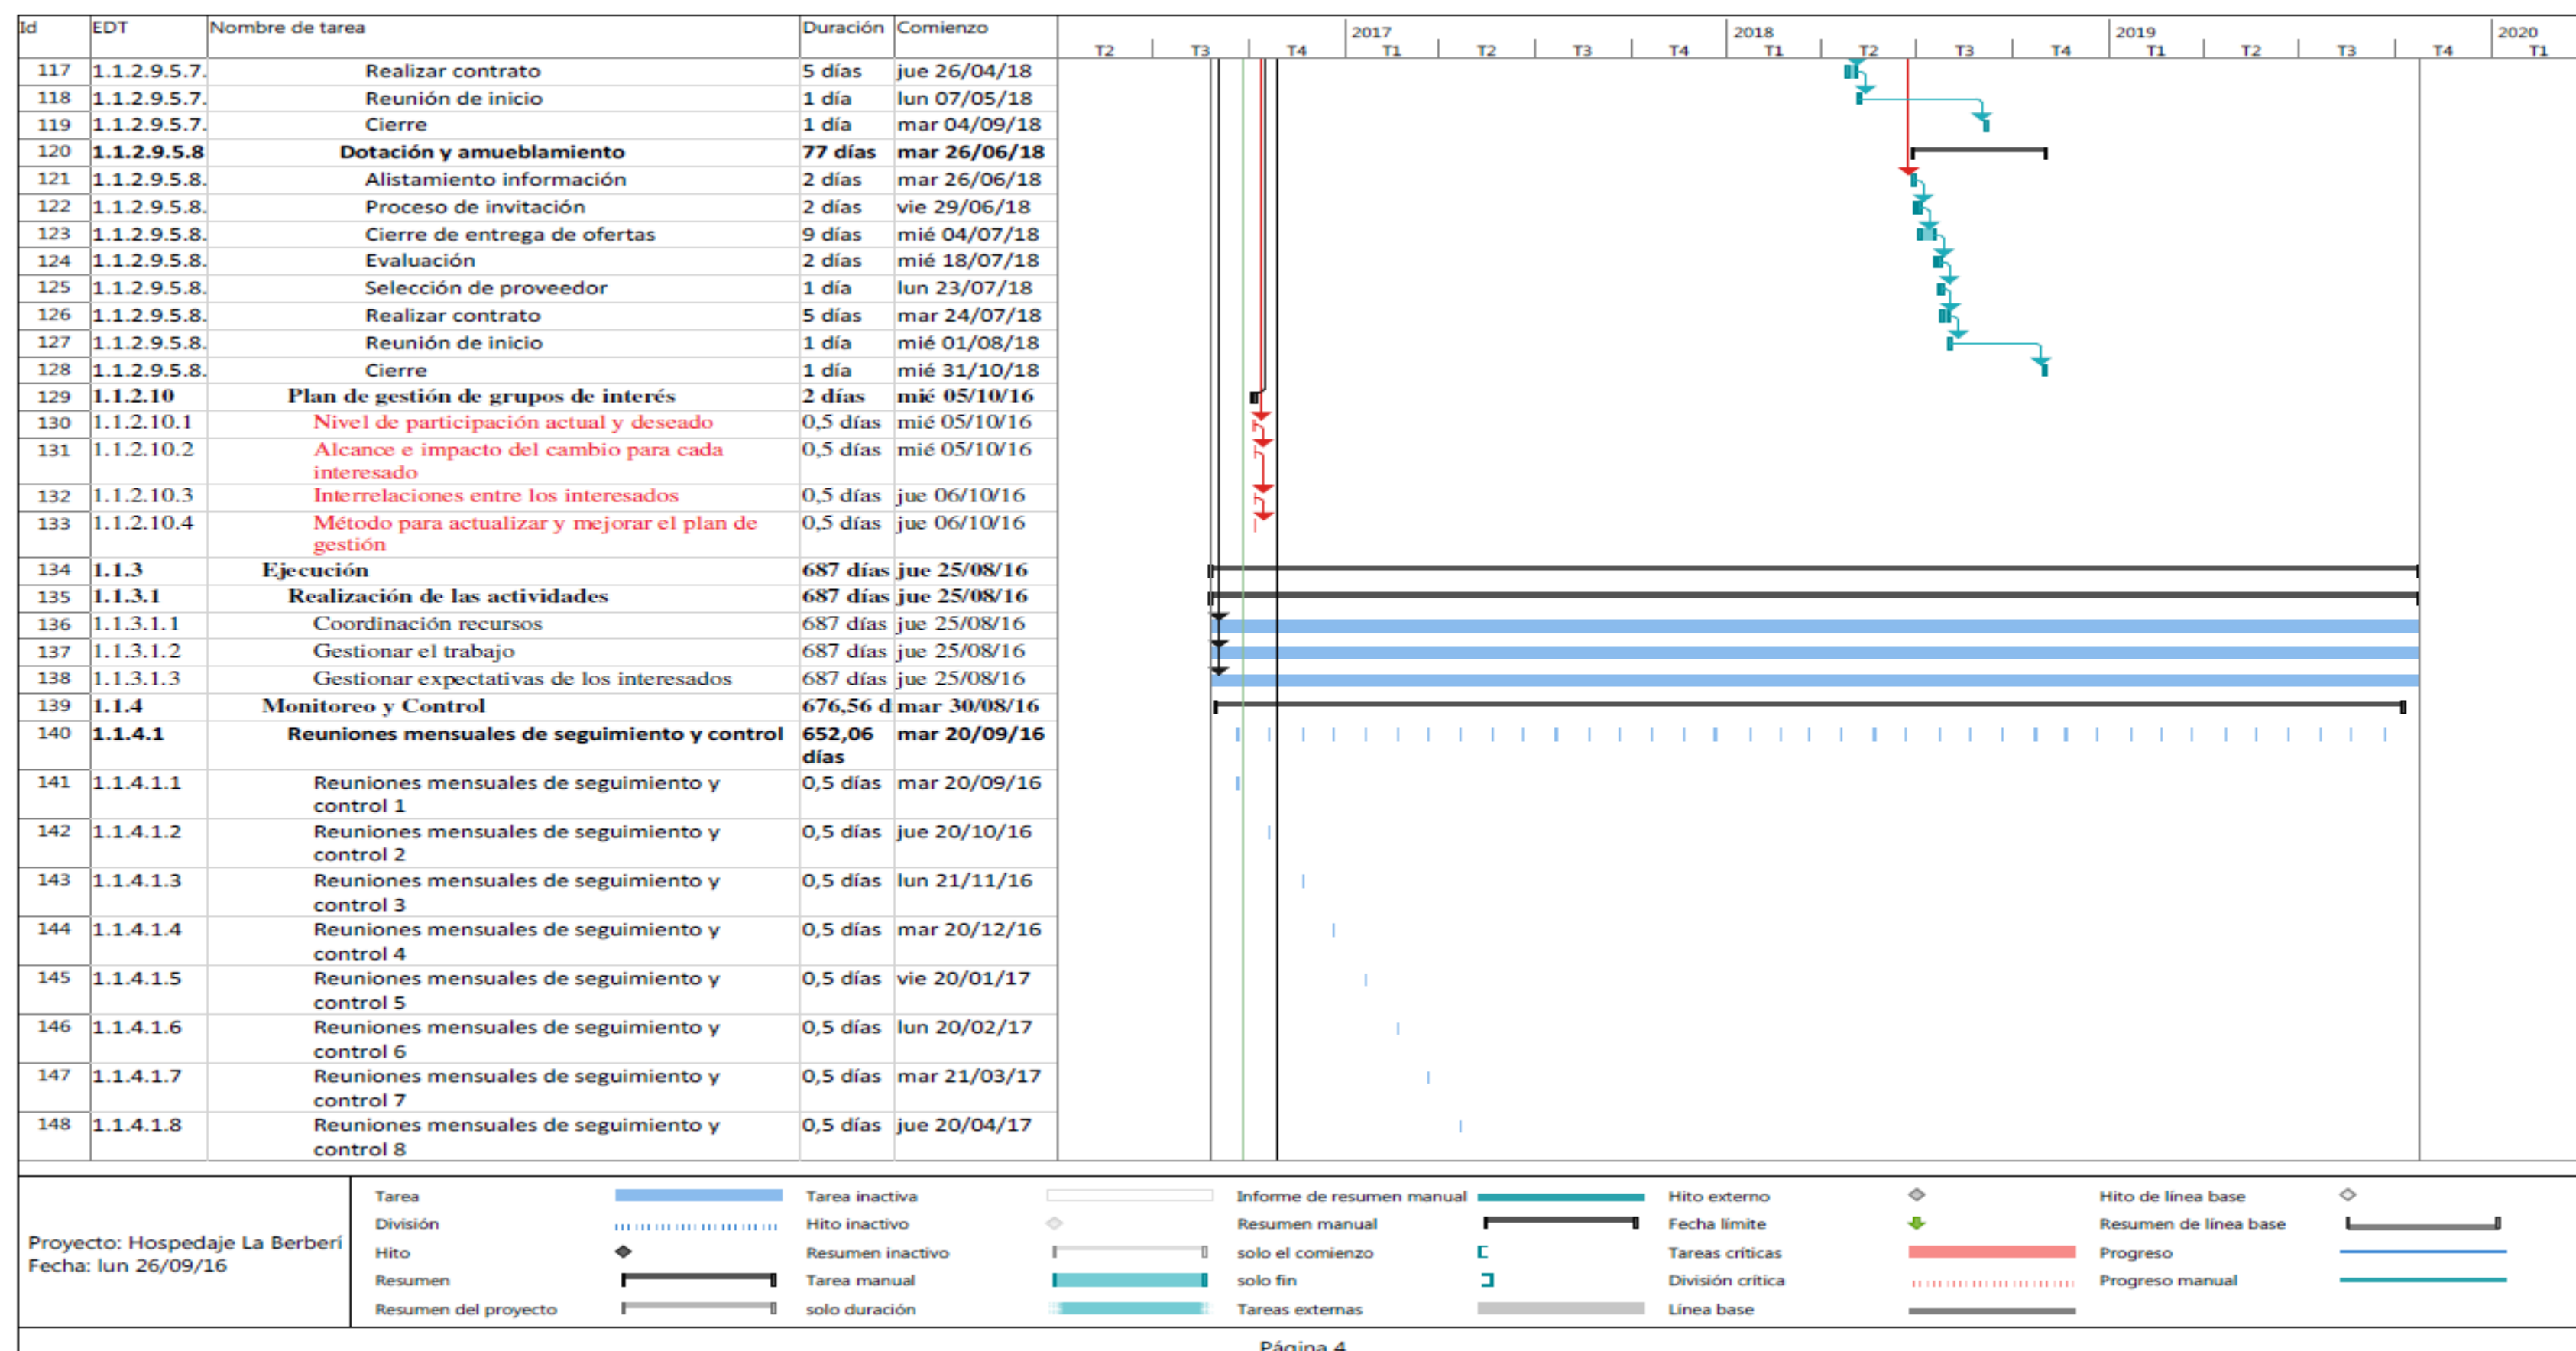 Id EDT Nombre de tarea Duración Comienzo 2017 2018 2019 2020
T2 T3 T4 T1 T2 T3 T4 T1 T2 T3 T4 T1 T2 T3 T4 T1
117 1.1.2.9.5.7. Realizar contrato 5 días jue 26/04/18
118 1.1.2.9.5.7. Reunión de inicio 1 día lun 07/05/18
119 1.1.2.9.5.7. Cierre 1 día mar 04/09/18
120 1.1.2.9.5.8 Dotación y amueblamiento 77 días mar 26/06/18
121 1.1.2.9.5.8. Alistamiento información 2 días mar 26/06/18
122 1.1.2.9.5.8. Proceso de invitación 2 días vie 29/06/18
123 1.1.2.9.5.8. Cierre de entrega de ofertas 9 días mié 04/07/18
124 1.1.2.9.5.8. Evaluación 2 días mié 18/07/18
125 1.1.2.9.5.8. Selección de proveedor 1 día lun 23/07/18
126 1.1.2.9.5.8. Realizar contrato 5 días mar 24/07/18
127 1.1.2.9.5.8. Reunión de inicio 1 día mié 01/08/18
128 1.1.2.9.5.8. Cierre 1 día mié 31/10/18
129 1.1.2.10 Plan de gestión de grupos de interés 2 días mié 05/10/16
130 1.1.2.10.1 Nivel de participación actual y deseado 0,5 días mié 05/10/16
131 1.1.2.10.2 Alcance e impacto del cambio para cada 0,5 días mié 05/10/16
interesado
132 1.1.2.10.3 Interrelaciones entre los interesados 0,5 días jue 06/10/16
133 1.1.2.10.4 Método para actualizar y mejorar el plan de 0,5 días jue 06/10/16
gestión
134 1.1.3 Ejecución 687 días jue 25/08/16
135 1.1.3.1 Realización de las actividades 687 días jue 25/08/16
136 1.1.3.1.1 Coordinación recursos 687 días jue 25/08/16
137 1.1.3.1.2 Gestionar el trabajo 687 días jue 25/08/16
138 1.1.3.1.3 Gestionar expectativas de los interesados 687 días jue 25/08/16
139 1.1.4 Monitoreo y Control 676,56 d mar 30/08/16
140 1.1.4.1 Reuniones mensuales de seguimiento y control 652,06 mar 20/09/16
días
141 1.1.4.1.1 Reuniones mensuales de seguimiento y 0,5 días mar 20/09/16
control 1
142 1.1.4.1.2 Reuniones mensuales de seguimiento y 0,5 días jue 20/10/16
control 2
143 1.1.4.1.3 Reuniones mensuales de seguimiento y 0,5 días lun 21/11/16
control 3
144 1.1.4.1.4 Reuniones mensuales de seguimiento y 0,5 días mar 20/12/16
control 4
145 1.1.4.1.5 Reuniones mensuales de seguimiento y 0,5 días vie 20/01/17
control 5
146 1.1.4.1.6 Reuniones mensuales de seguimiento y 0,5 días lun 20/02/17
control 6
147 1.1.4.1.7 Reuniones mensuales de seguimiento y 0,5 días mar 21/03/17
control 7
148 1.1.4.1.8 Reuniones mensuales de seguimiento y 0,5 días jue 20/04/17
control 8
Proyecto: Hospedaje La Berberí
Fecha: lun 26/09/16
Tarea Tarea inactiva Informe de resumen manual Hito externo Hito de línea base
División Hito inactivo Resumen manual Fecha límite Resumen de línea base
Hito Resumen inactivo solo el comienzo Tareas críticas Progreso
Resumen Tarea manual solo fin División crítica Progreso manual
Resumen del proyecto solo duración Tareas externas Línea base
Página 4